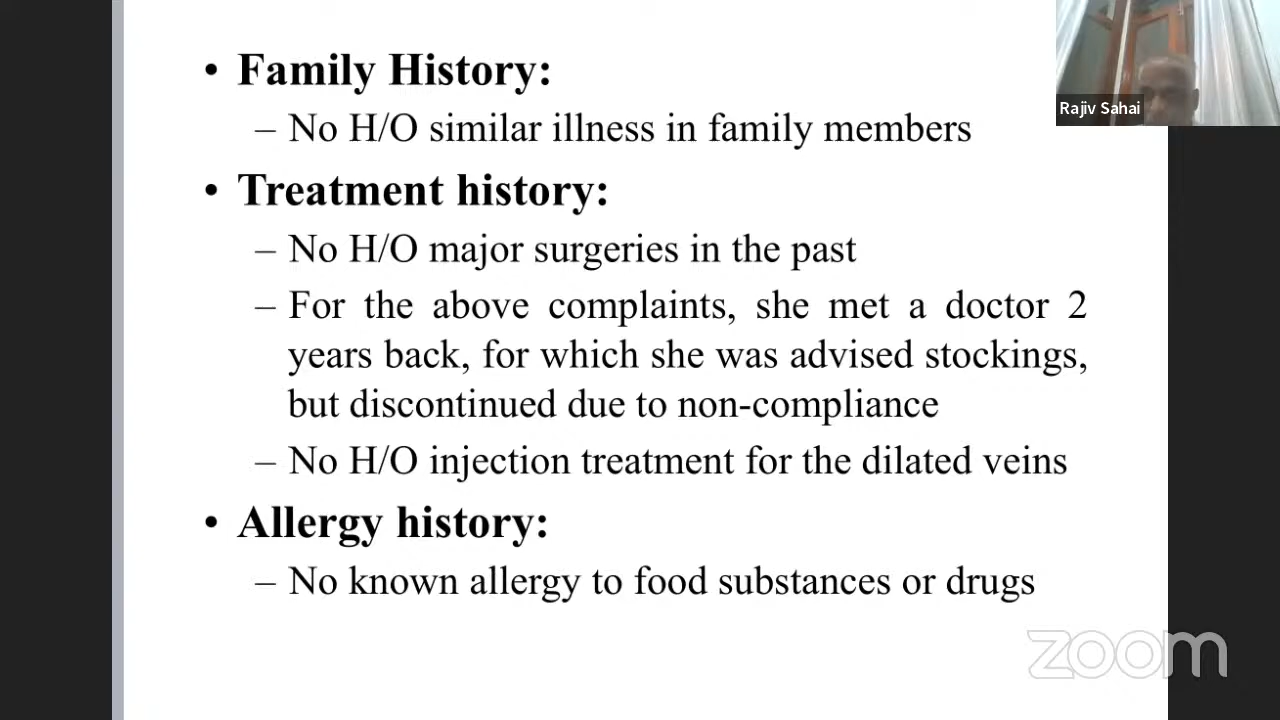 • Family History:
– No H/O similar illness in family members
• Treatment history:
– No H/O major surgeries in the past
– For the above complaints, she met a doctor 2
years back, for which she was advised stockings,
but discontinued due to non-compliance
– No H/O injection treatment for the dilated veins
• Allergy history:
– No known allergy to food substances or drugs
Rajiv Sahai
zoom